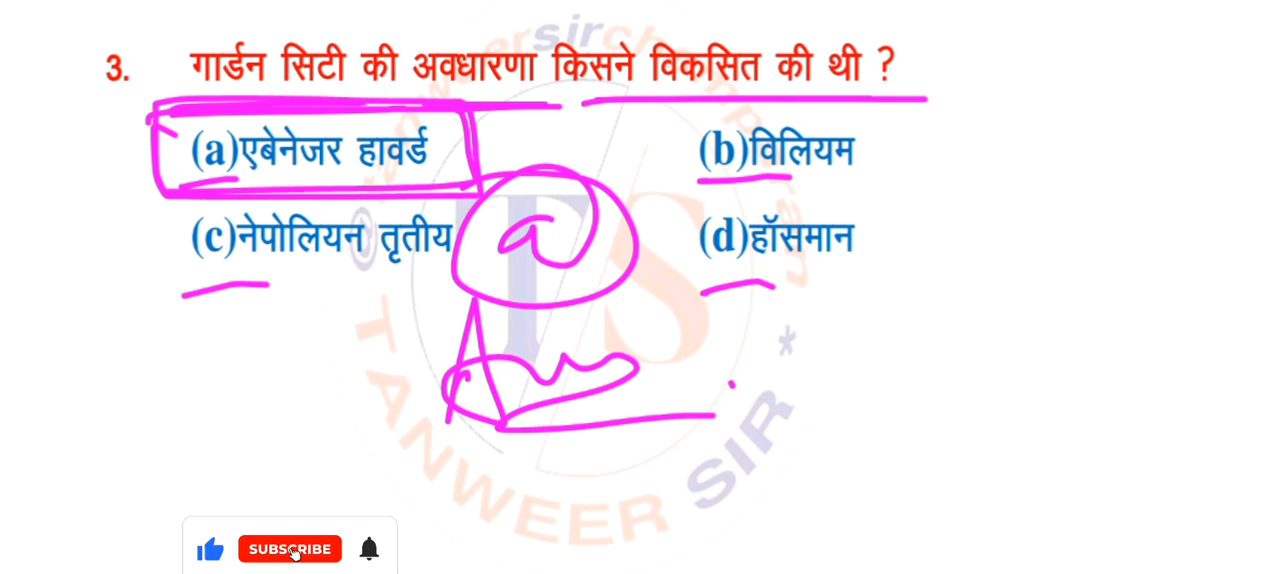 3. गार्डन सिटी की अवधारणा किसने विकसित की थी ?
(a)एबेनेजर हावर्ड (b)विलियम
(c)नेपोलियन तृतीय (d)हॉसमान
a
TANWEER SIR *
SUBSCRIBE